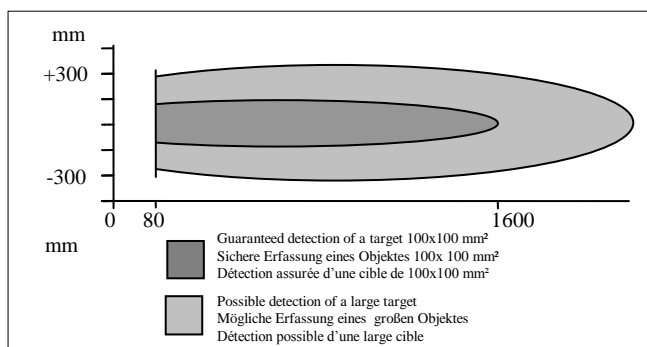 mm
+300
-300
0 80 1600
mm
Guaranteed detection of a target 100x100 mm²
Sichere Erfassung eines Objektes 100x 100 mm²
Détection assurée d'une cible de 100x100 mm²
Possible detection of a large target
Mögliche Erfassung eines großen Objektes
Détection possible d'une large cible